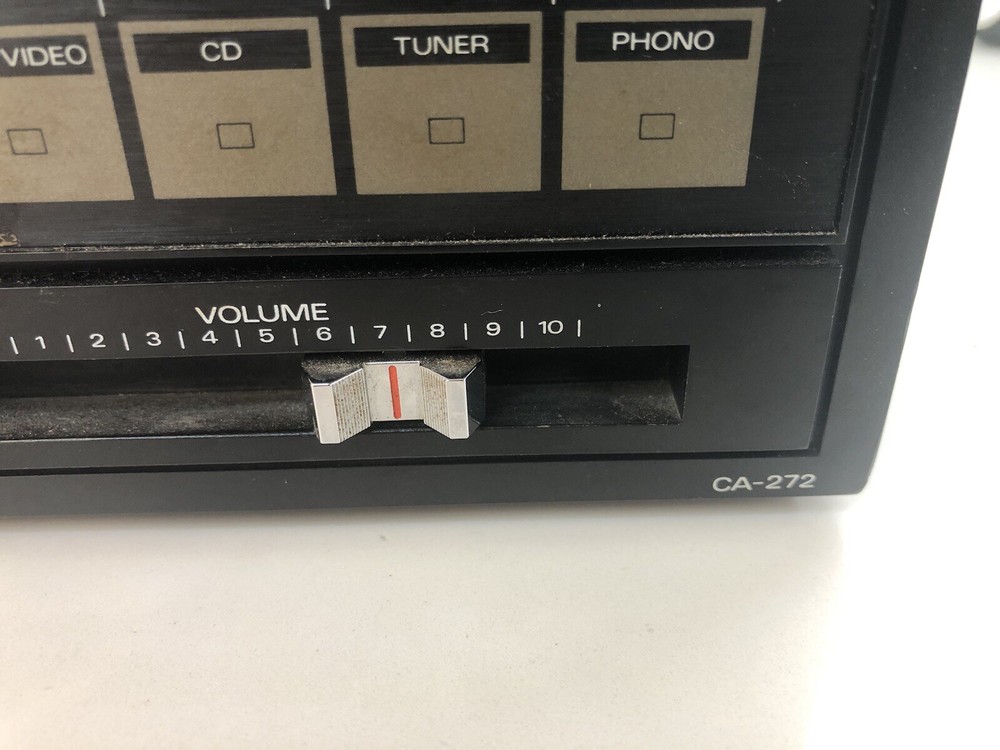 VIDEO CD TUNER PHONO
VOLUME
| 1 | 2 | 3 | 4 | 5 | 6 | 7 | 8 | 9 | 10 |
CA-272